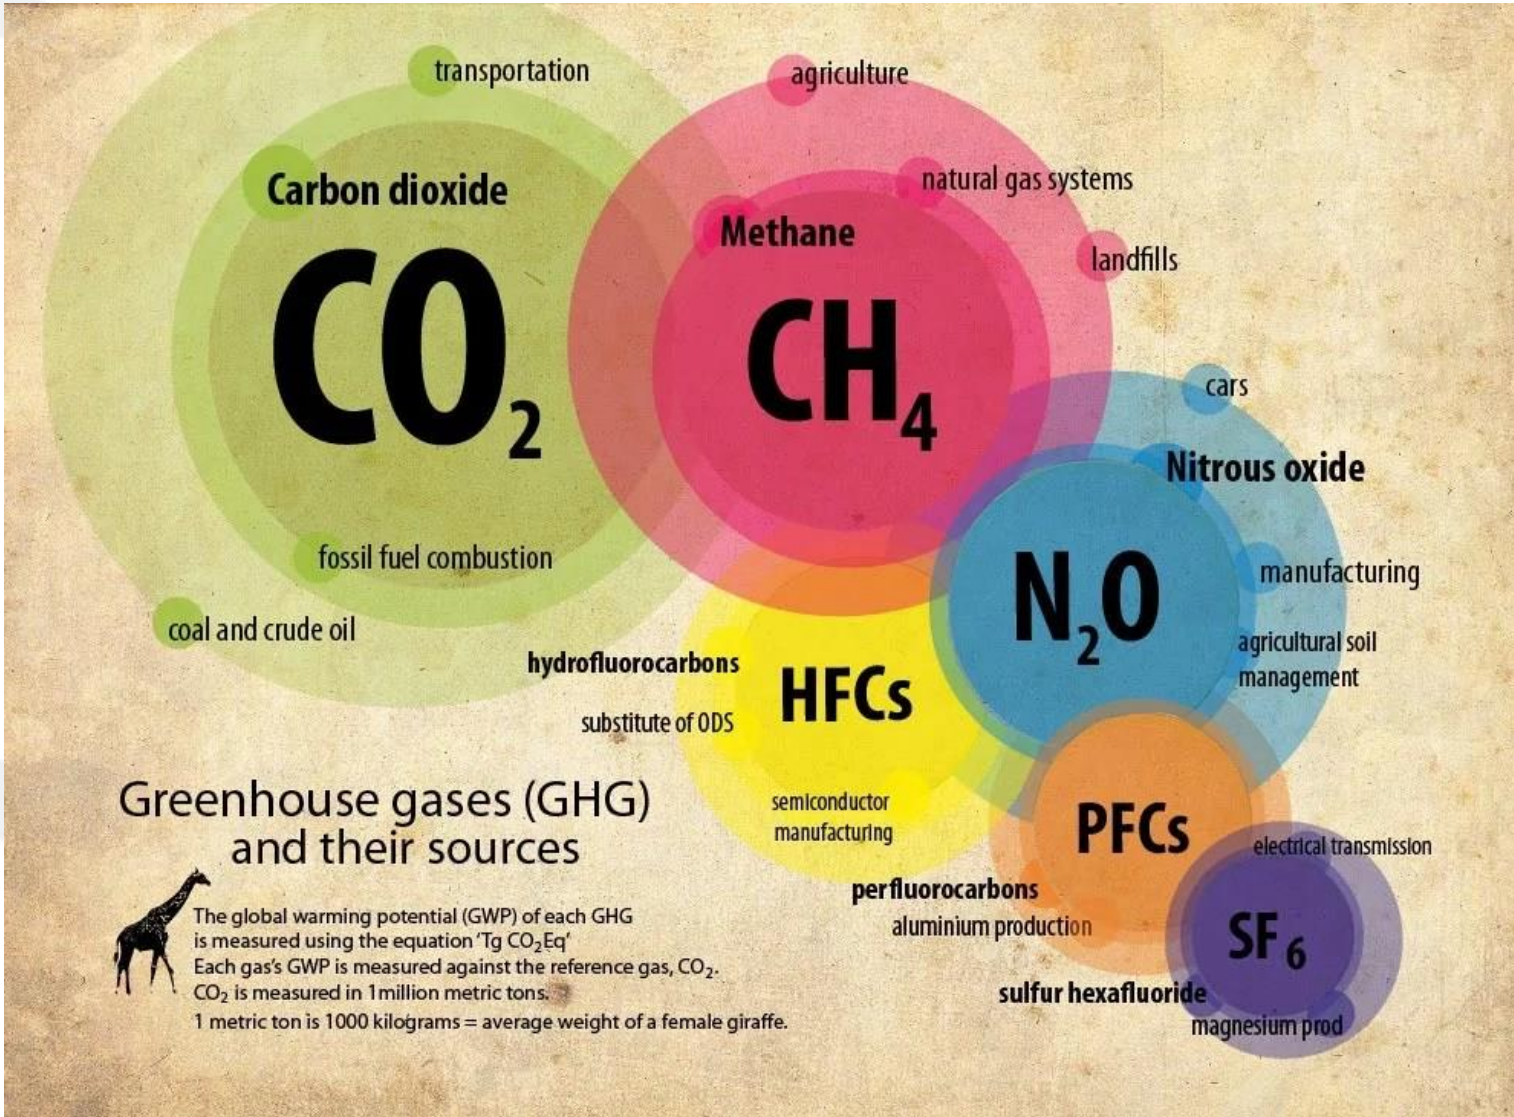 transportation
Carbon dioxide
CO₂
fossil fuel combustion
coal and crude oil
agriculture
natural gas systems
Methane
landfills
CH₄
cars
Nitrous oxide
N₂O
manufacturing
agricultural soil
management
hydrofluorocarbons
HFCs
substitute of ODS
semiconductor
manufacturing
PFCs
perfluorocarbons
aluminium production
electrical transmission
SF₆
sulfur hexafluoride
magnesium prod
Greenhouse gases (GHG)
and their sources
The global warming potential (GWP) of each GHG
is measured using the equation ‘Tg CO₂Eq’
Each gas's GWP is measured against the reference gas, CO₂.
CO₂ is measured in 1million metric tons.
1 metric ton is 1000 kilograms = average weight of a female giraffe.